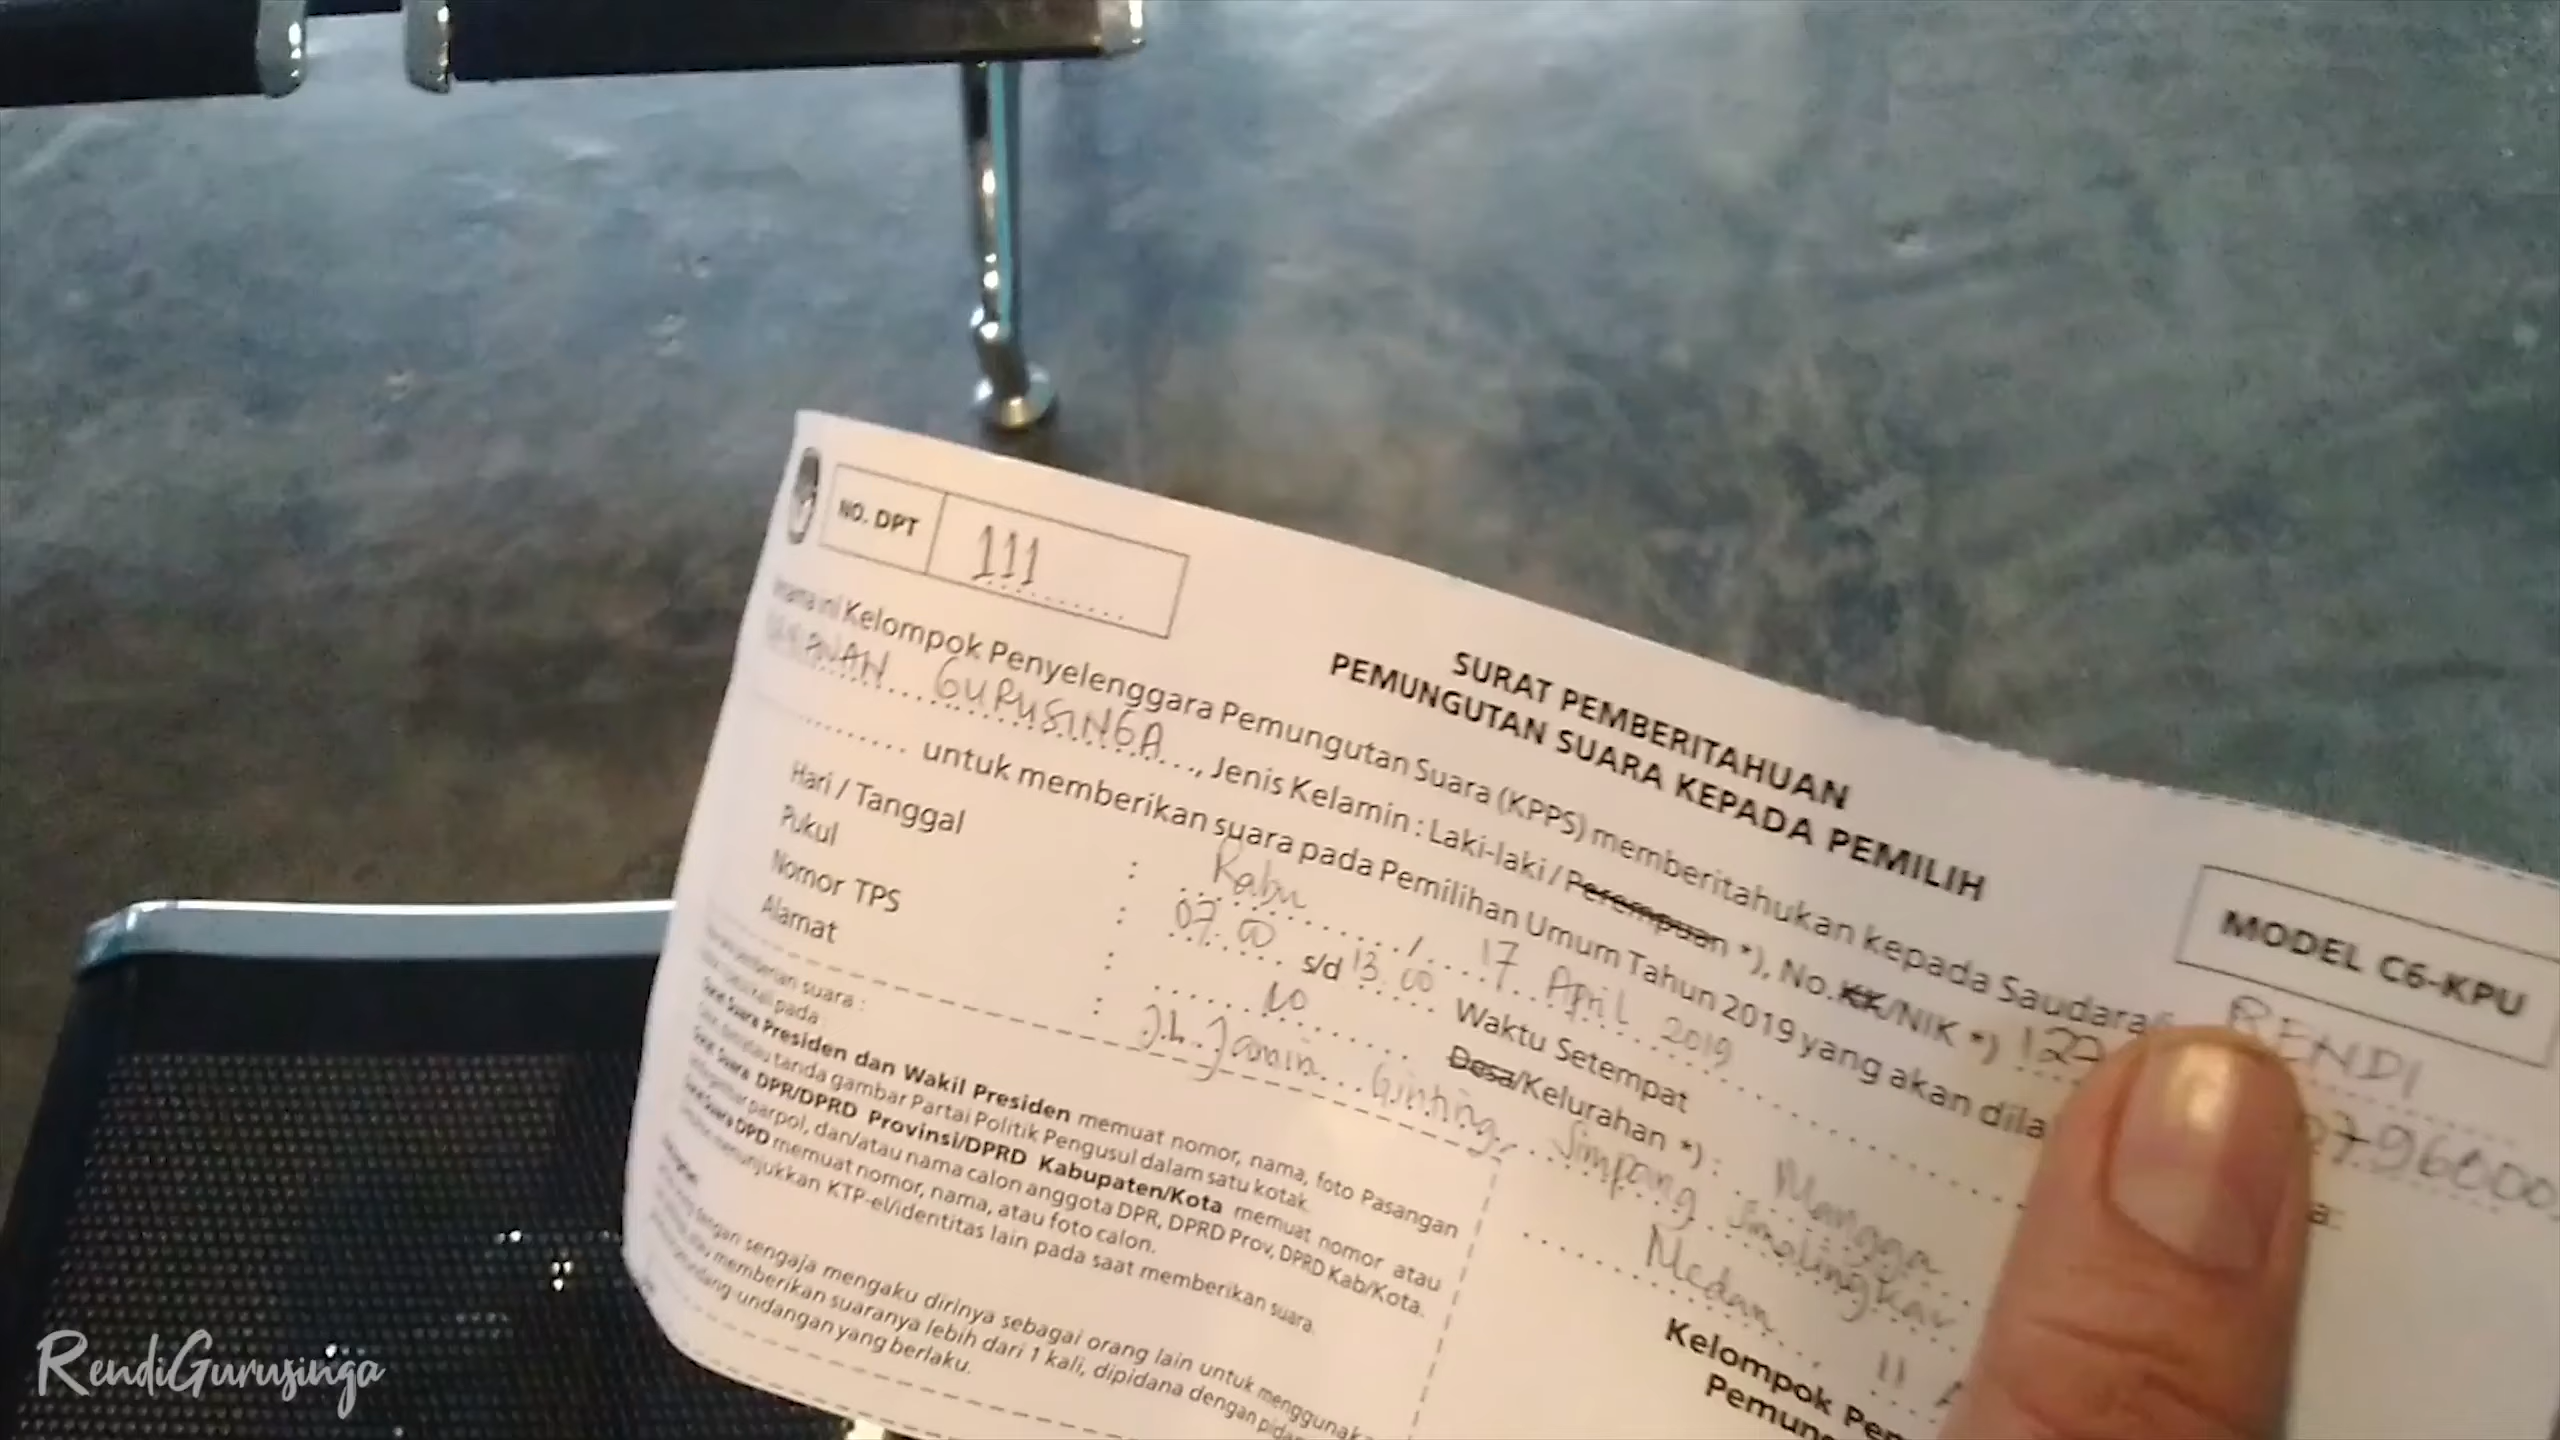 NO. DPT 111
MODEL C6-KPU
SURAT PEMBERITAHUAN
PEMUNGUTAN SUARA KEPADA PEMILIH
ini Kelompok Penyelenggara Pemungutan Suara (KPPS) memberitahukan kepada Saudara RENDI
GURUSINGA, Jenis Kelamin : Laki-laki / Perempuan *), No. KK/NIK *) 127
untuk memberikan suara pada Pemilihan Umum Tahun 2019 yang akan dila
Hari / Tanggal : Rabu / 17 April 2019
Pukul : 07.00 s/d 13.00 Waktu Setempat
Nomor TPS : 10 Desa/Kelurahan *) : Mangga
Alamat : Jl. Jamin Ginting Simpang Simalingkar
Medan, 11
Kelompok
suara :
pada :
Surat Suara Presiden dan Wakil Presiden memuat nomor, nama, foto Pasangan
tanda gambar Partai Politik Pengusul dalam satu kotak.
Surat Suara DPR/DPRD Provinsi/DPRD Kabupaten/Kota memuat nomor atau
parpol, dan/atau nama calon anggota DPR, DPRD Prov, DPRD Kab/Kota.
Surat Suara DPD memuat nomor, nama, atau foto calon.
menunjukkan KTP-el/identitas lain pada saat memberikan suara.
dengan sengaja mengaku dirinya sebagai orang lain untuk
memberikan suaranya lebih dari 1 kali, dipidana dengan
undangan yang berlaku.
RendiGurusinga